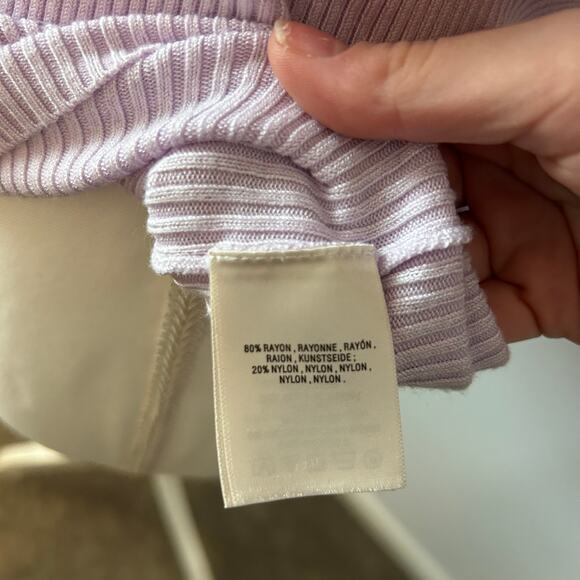 80% RAYON , RAYONNE , RAYÓN .
RAION , KUNSTSEIDE ;
20% NYLON , NYLON , NYLON ,
NYLON , NYLON .